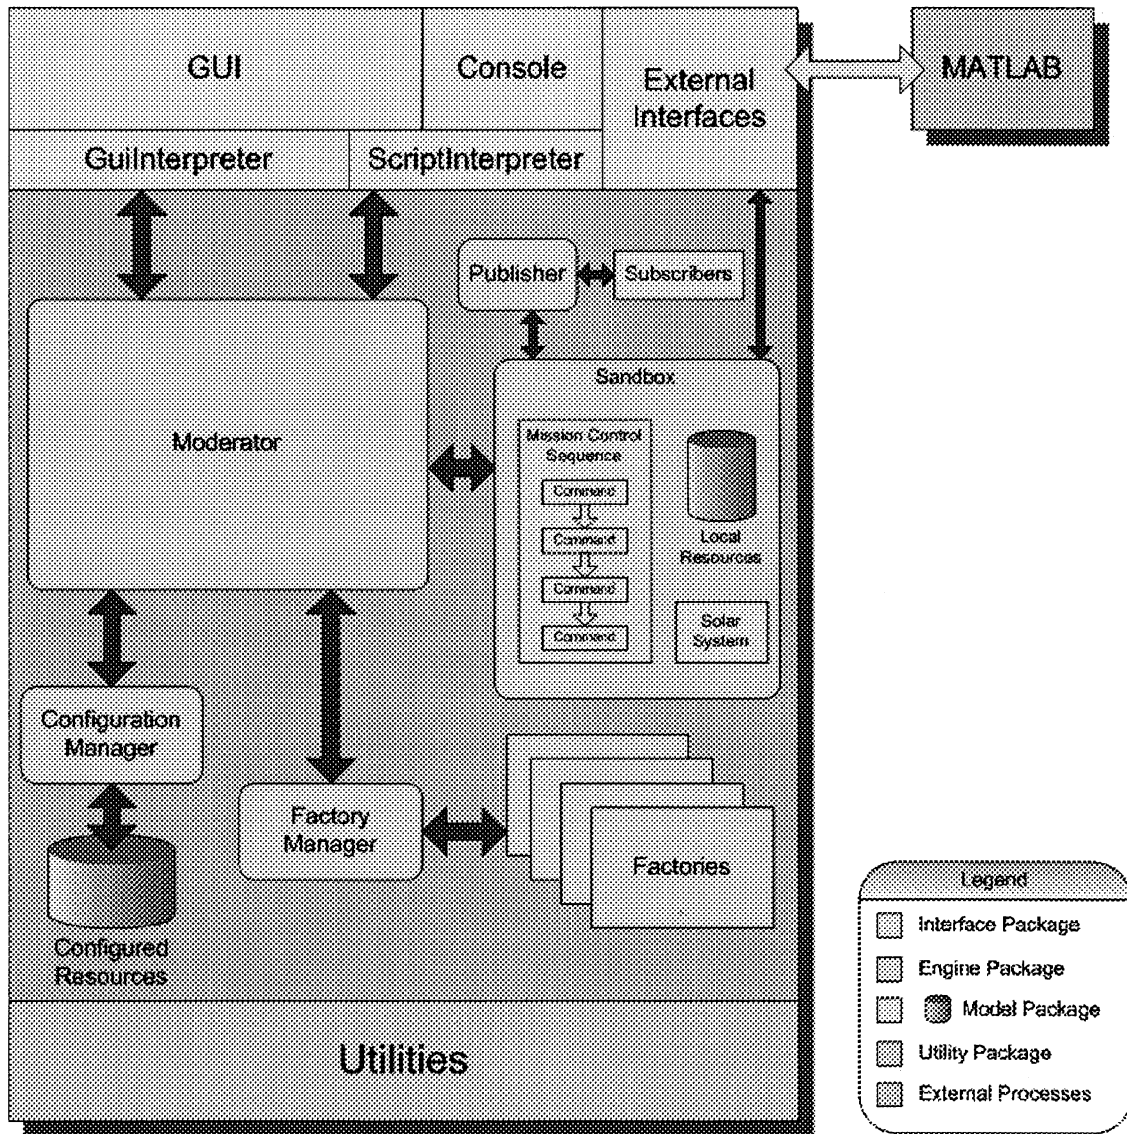 GUI
Console
External
Interfaces
MATLAB
GuiInterpreter
ScriptInterpreter
Publisher
Subscribers
Sandbox
Moderator
Mission Control
Sequence
Command
Command
Command
Command
Local
Resources
Solar
System
Configuration
Manager
Factory
Manager
Factories
Configured
Resources
Utilities
Legend
Interface Package
Engine Package
Model Package
Utility Package
External Processes